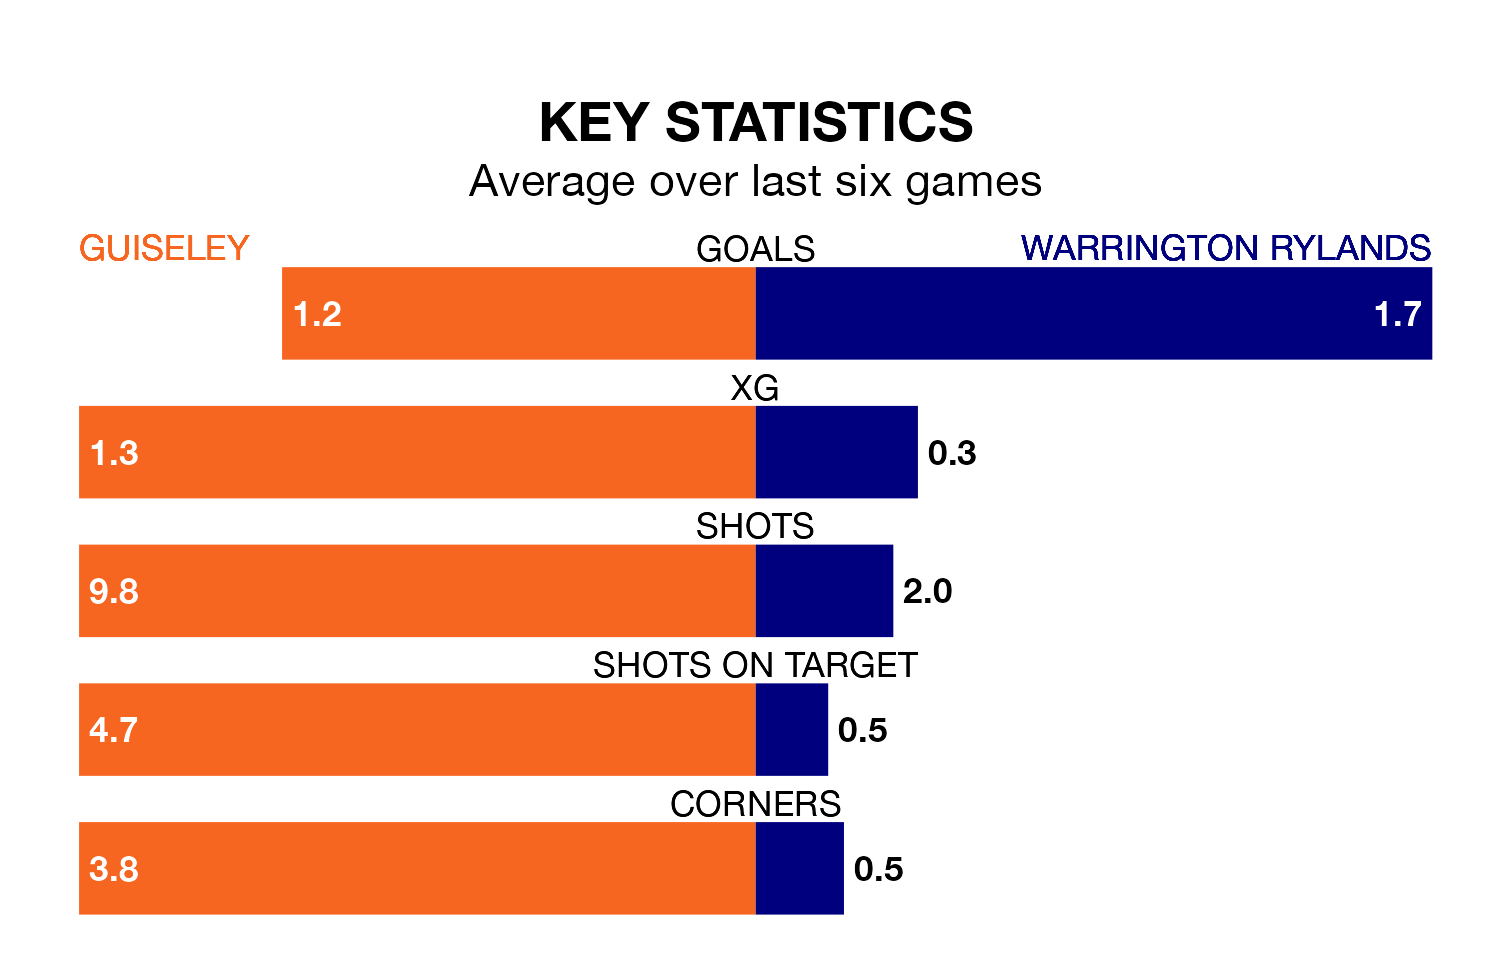 KEY STATISTICS
Average over last six games
GUISELEY GOALS WARRINGTON RYLANDS
1.2 1.7
XG
1.3 0.3
SHOTS
9.8 2.0
SHOTS ON TARGET
4.7 0.5
CORNERS
3.8 0.5